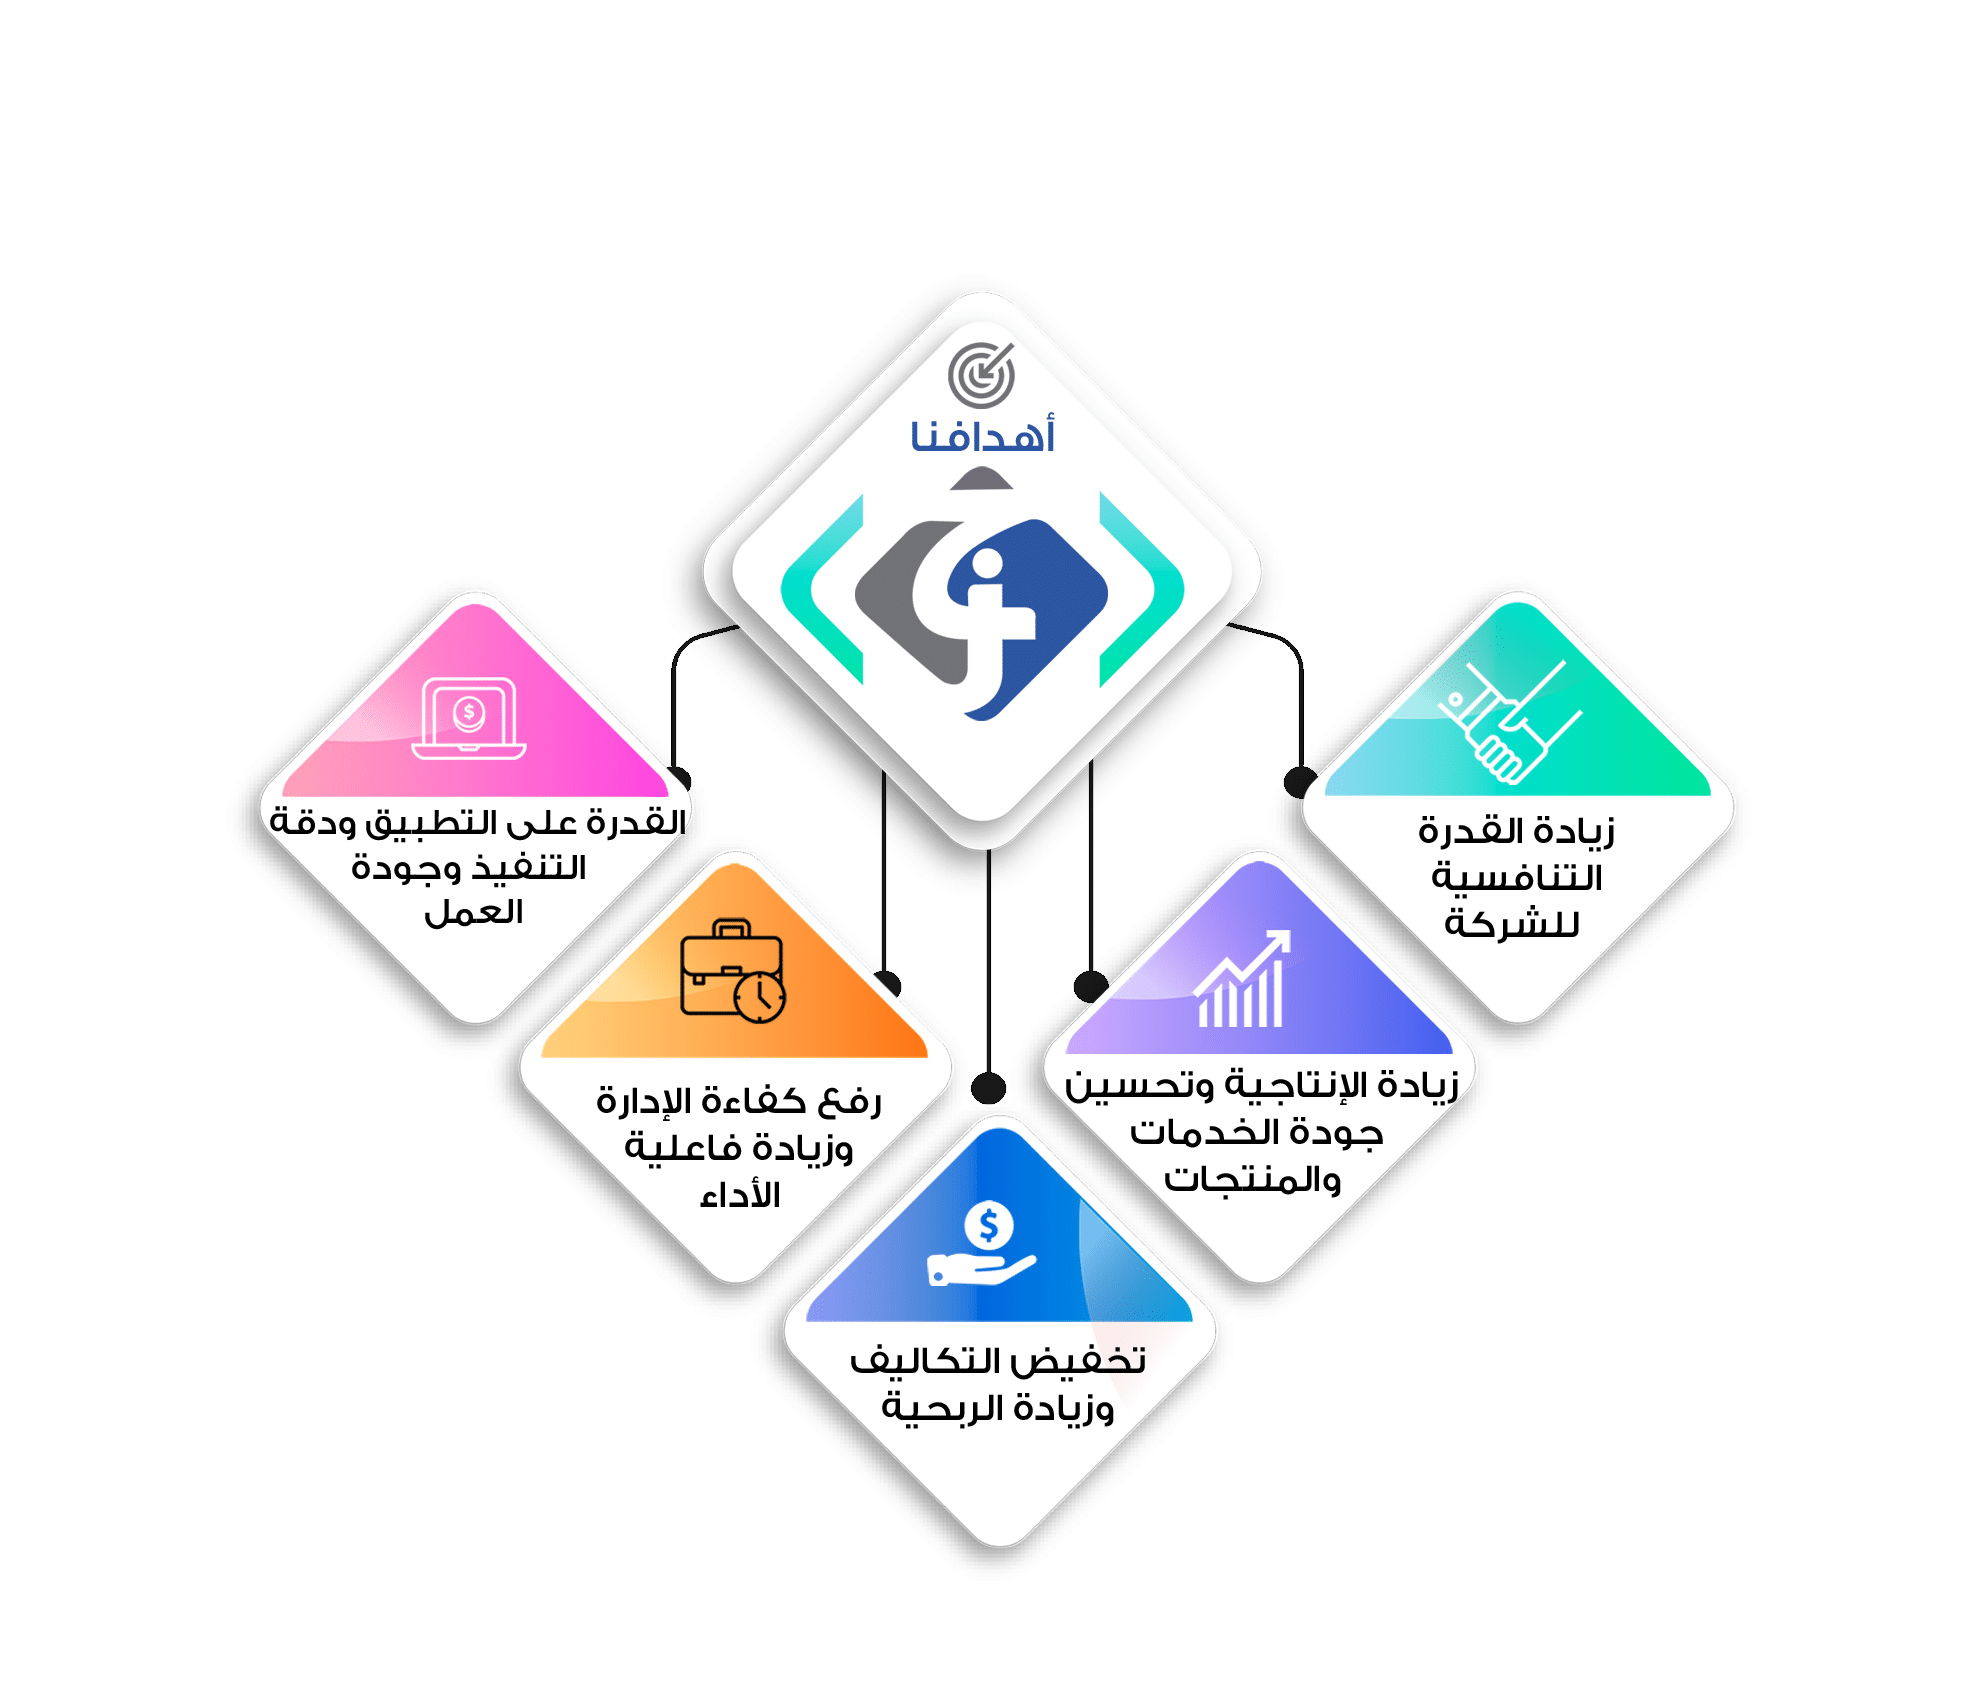 أهدافنا
زيادة القدرة
التنافسية
للشركة
زيادة الإنتاجية وتحسين
جودة الخدمات
والمنتجات
تخفيض التكاليف
وزيادة الربحية
رفع كفاءة الإدارة
وزيادة فاعلية
الأداء
القدرة على التطبيق ودقة
التنفيذ وجودة
العمل